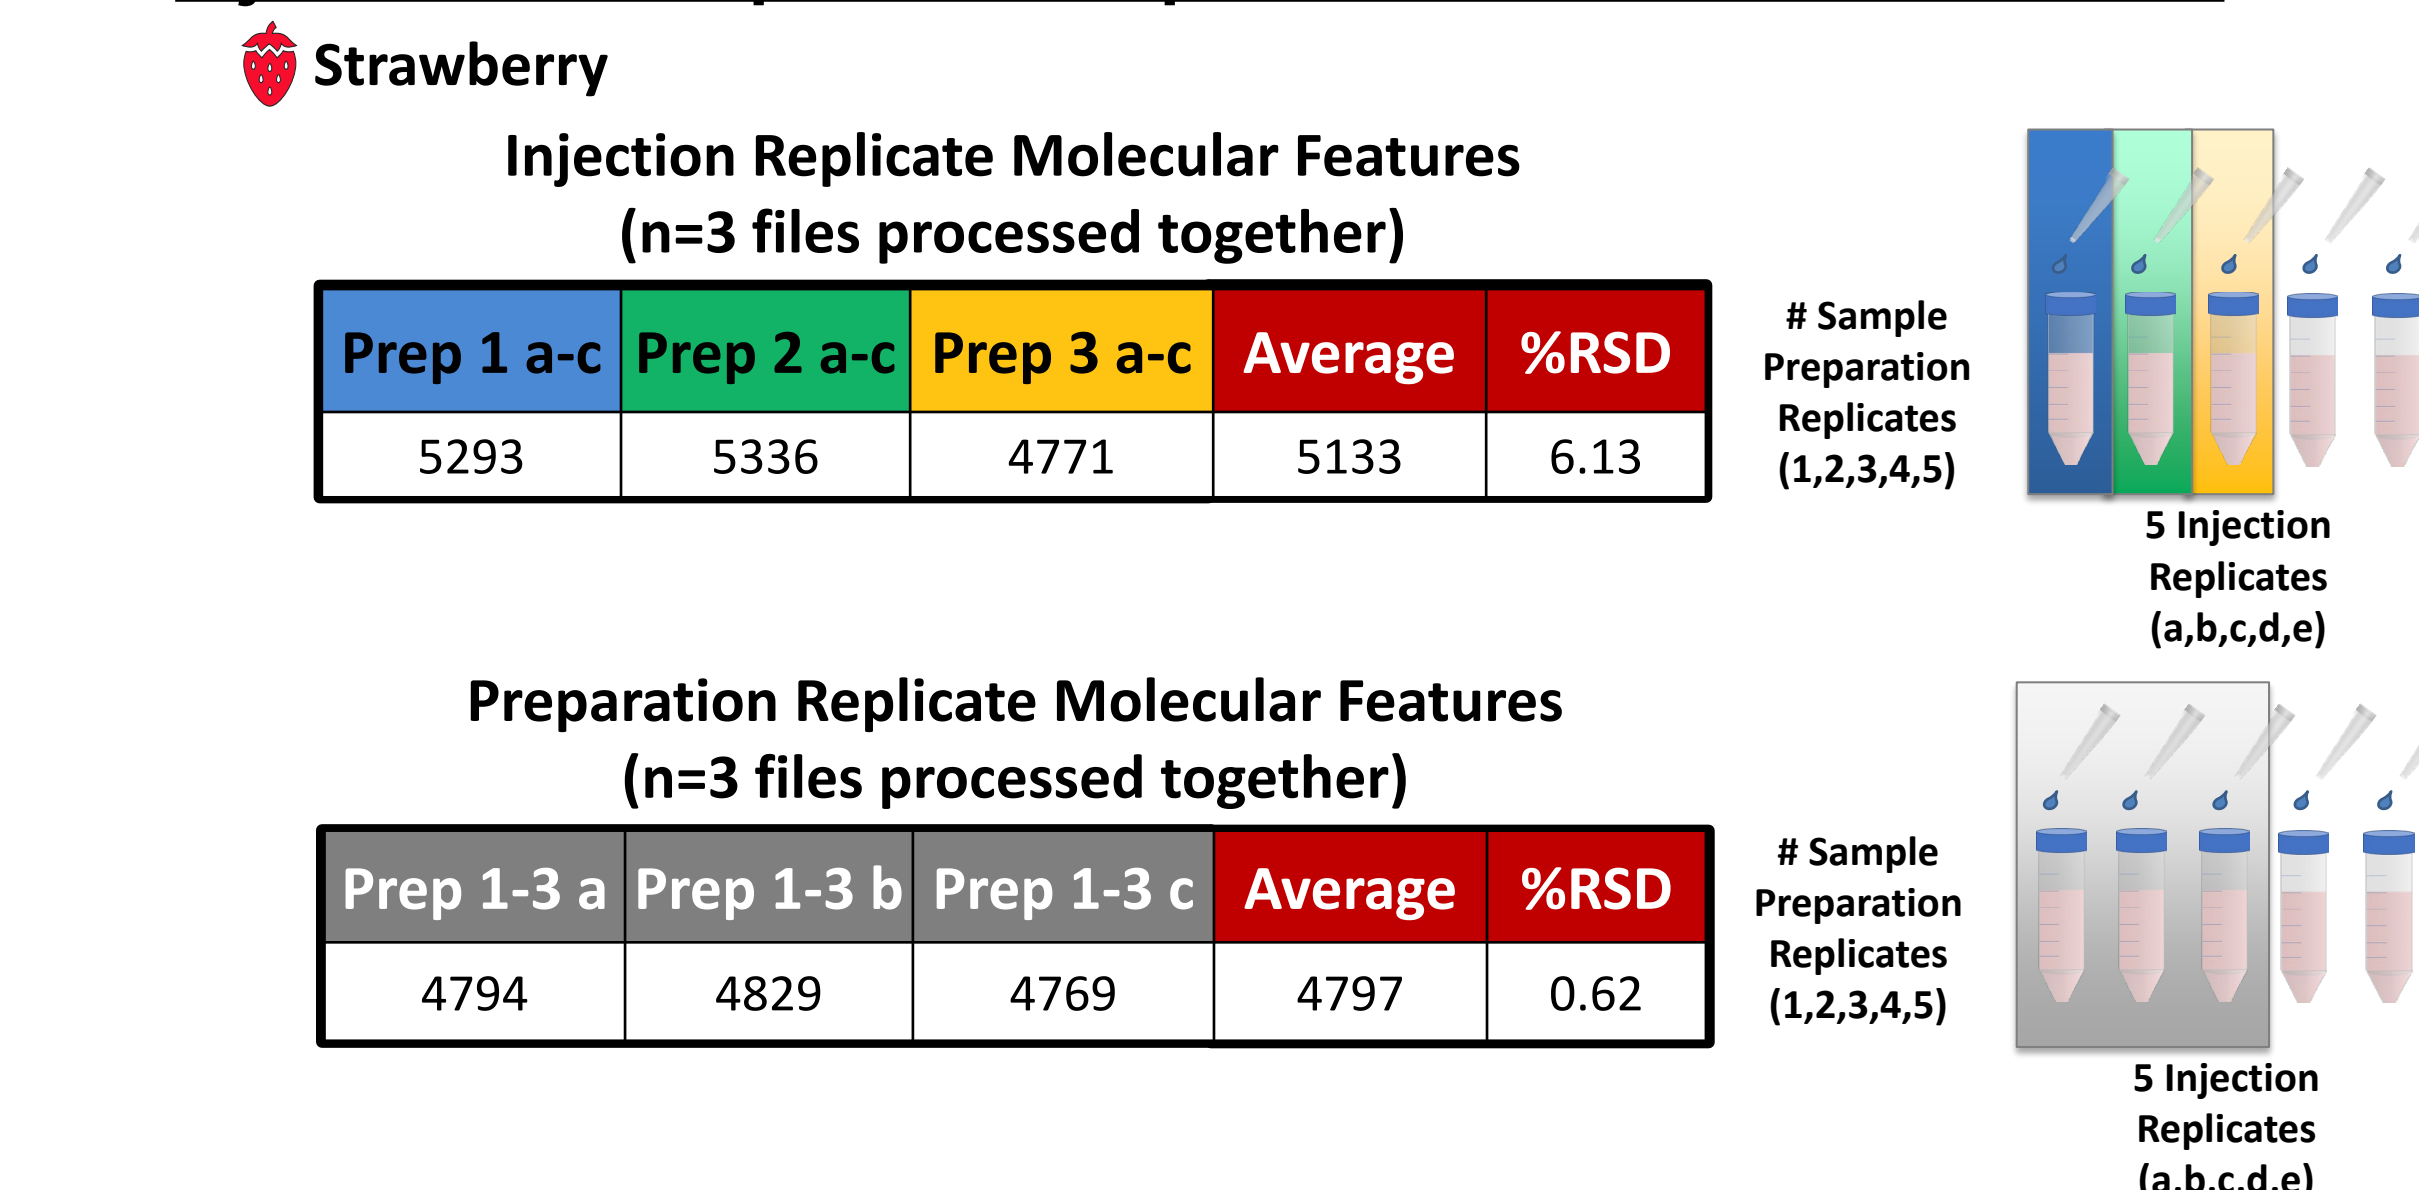 Strawberry
Injection Replicate Molecular Features
(n=3 files processed together)
Prep 1 a-c Prep 2 a-c Prep 3 a-c Average %RSD
5293 5336 4771 5133 6.13
# Sample
Preparation
Replicates
(1,2,3,4,5)
5 Injection
Replicates
(a,b,c,d,e)
Preparation Replicate Molecular Features
(n=3 files processed together)
Prep 1-3 a Prep 1-3 b Prep 1-3 c Average %RSD
4794 4829 4769 4797 0.62
# Sample
Preparation
Replicates
(1,2,3,4,5)
5 Injection
Replicates
(a,b,c,d,e)